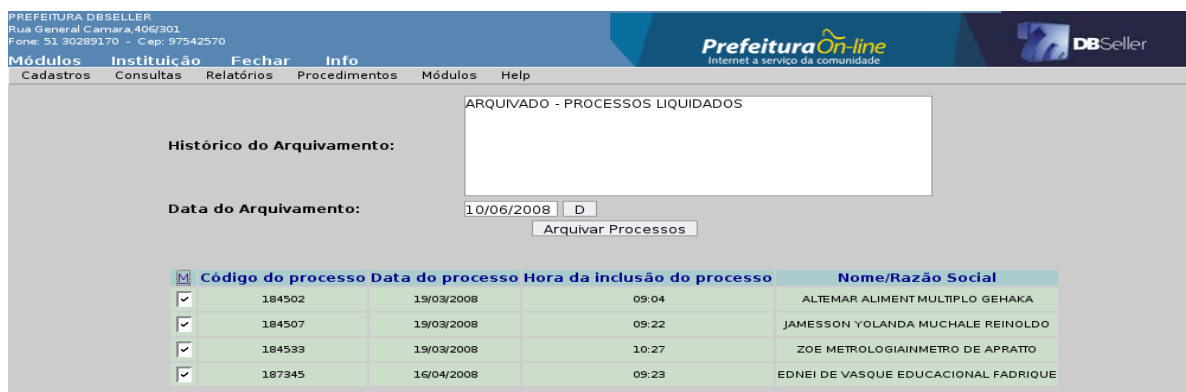 PREFEITURA DBSELLER
Rua General Camara,406/301
Fone: 51 30289170 - Cep: 97542570
Módulos Instituição Fechar Info
Prefeitura On-line
Internet a serviço da comunidade
DBSeller
Cadastros Consultas Relatórios Procedimentos Módulos Help
Histórico do Arquivamento:
ARQUIVADO - PROCESSOS LIQUIDADOS
Data do Arquivamento:
10/06/2008 D
Arquivar Processos
M Código do processo Data do processo Hora da inclusão do processo Nome/Razão Social
184502 19/03/2008 09:04 ALTEMAR ALIMENT MULTIPLO GEHAKA
184507 19/03/2008 09:22 JAMESSON YOLANDA MUCHALE REINOLDO
184533 19/03/2008 10:27 ZOE METROLOGIAINMETRO DE APRATTO
187345 16/04/2008 09:23 EDNEI DE VASQUE EDUCACIONAL FADRIQUE